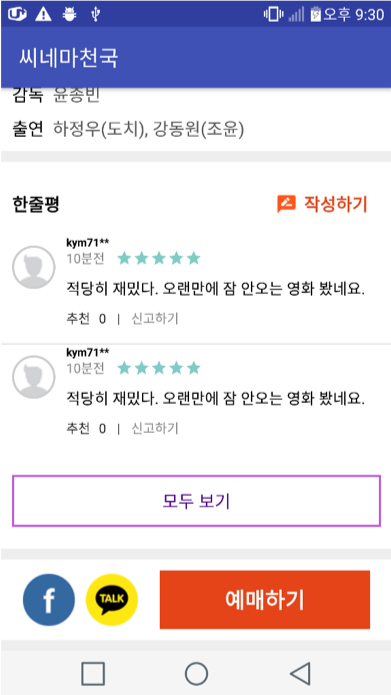 오후 9:30
씨네마천국
감독 윤종빈
출연 하정우(도치), 강동원(조윤)
한줄평 작성하기
kym71**
10분전
적당히 재밌다. 오랜만에 잠 안오는 영화 봤네요.
추천 0 | 신고하기
kym71**
10분전
적당히 재밌다. 오랜만에 잠 안오는 영화 봤네요.
추천 0 | 신고하기
모두 보기
f TALK 예매하기